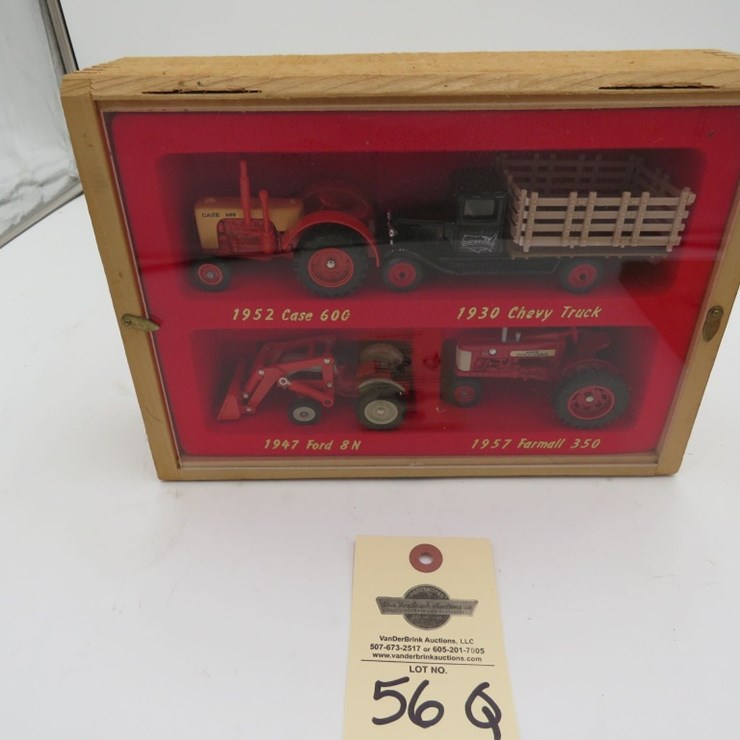 CASE 600
1952 Case 600
1930 Chevy Truck
1947 Ford 8N
1957 Farmall 350
VanDerBrink Auctions, LLC
507-673-2517 or 605-201-7005
www.vanderbrinkauctions.com
LOT NO.
56 Q